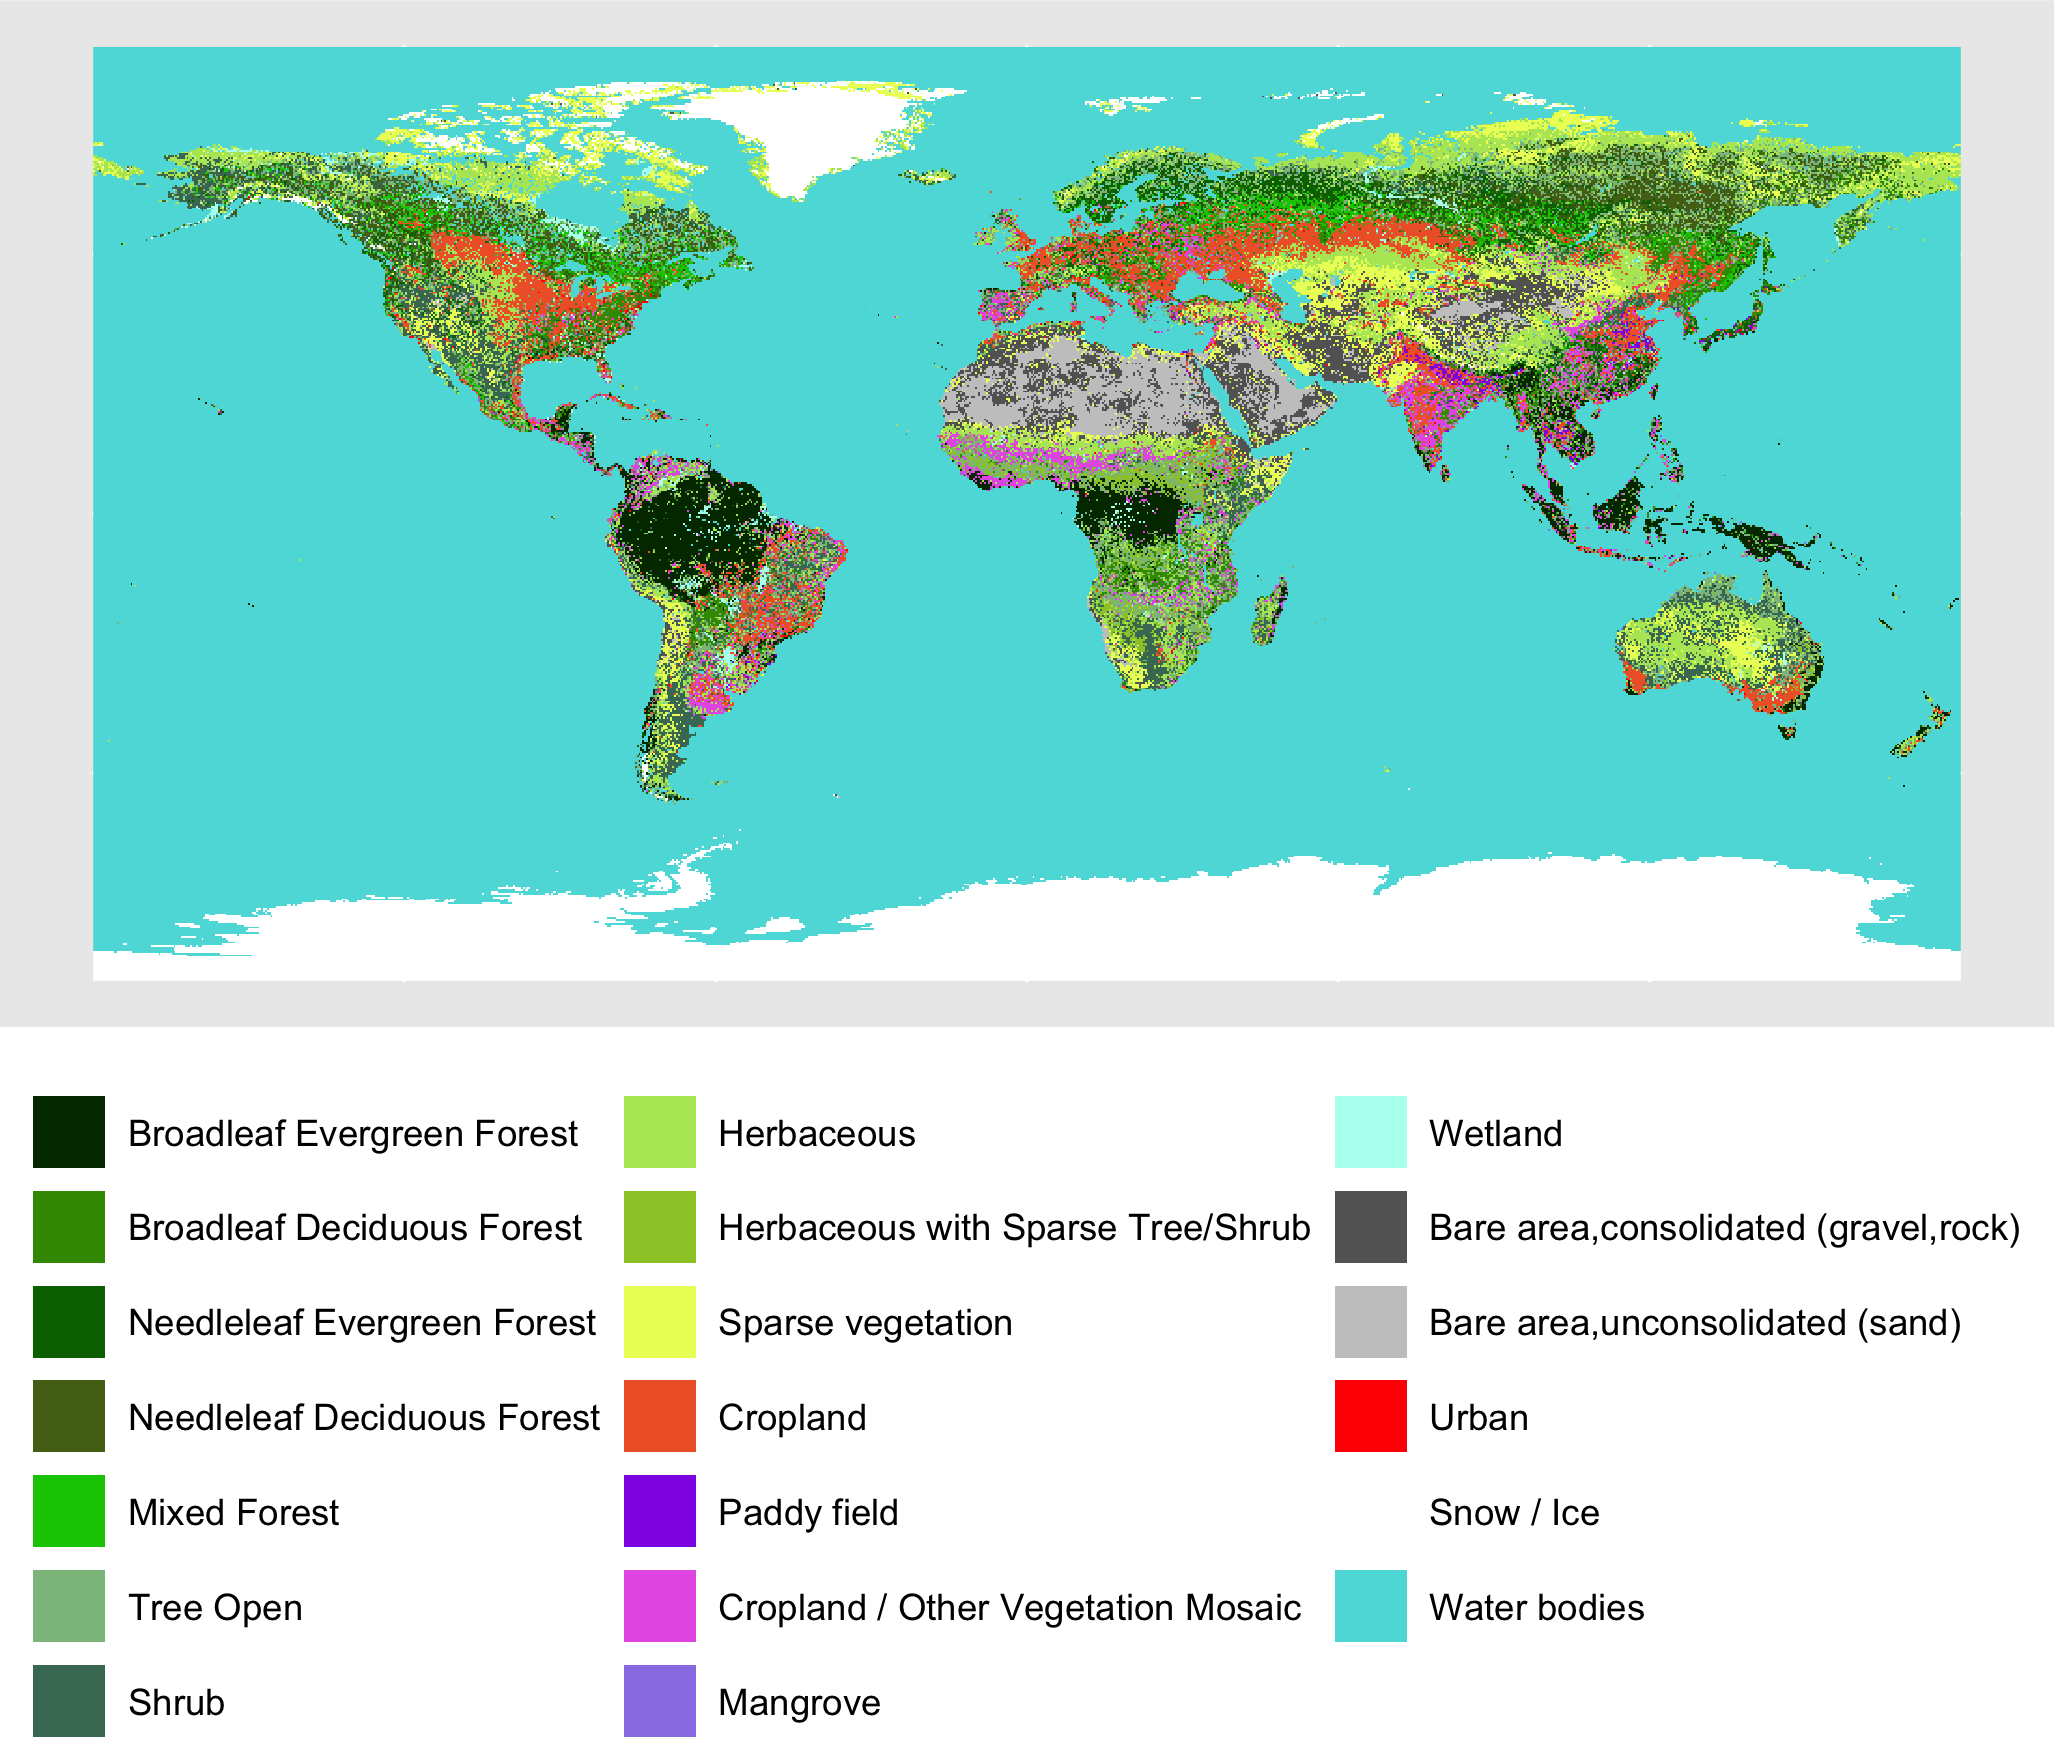 Broadleaf Evergreen Forest
Broadleaf Deciduous Forest
Needleleaf Evergreen Forest
Needleleaf Deciduous Forest
Mixed Forest
Tree Open
Shrub
Herbaceous
Herbaceous with Sparse Tree/Shrub
Sparse vegetation
Cropland
Paddy field
Cropland / Other Vegetation Mosaic
Mangrove
Wetland
Bare area,consolidated (gravel,rock)
Bare area,unconsolidated (sand)
Urban
Snow / Ice
Water bodies